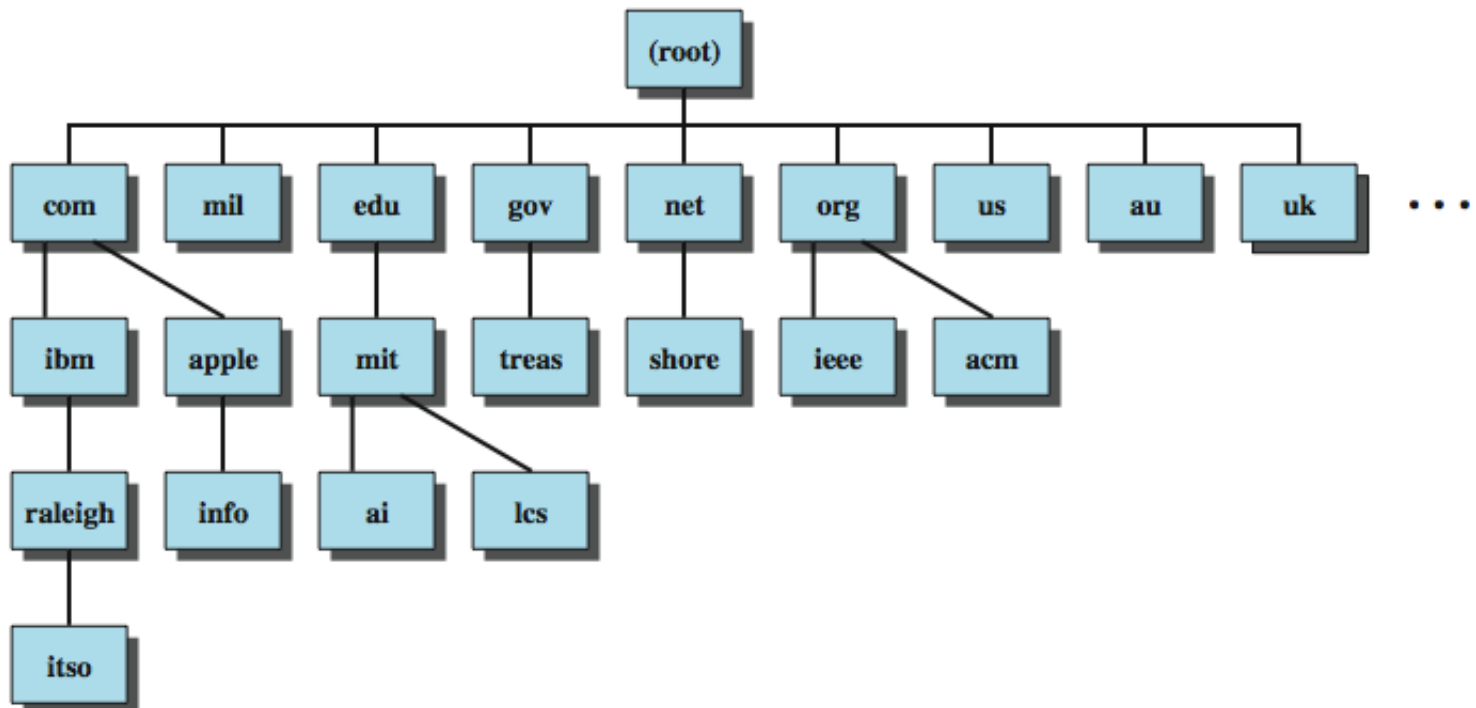 (root)
com mil edu gov net org us au uk ...
ibm apple mit treas shore ieee acm
raleigh info ai lcs
itso